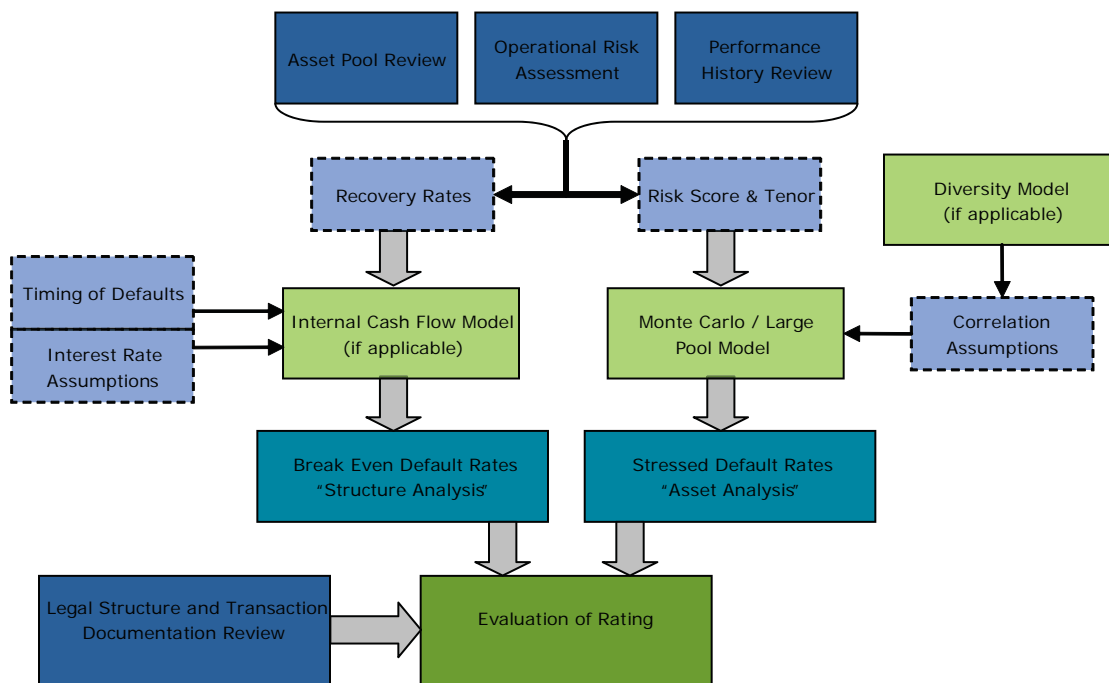 Asset Pool Review
Operational Risk
Assessment
Performance
History Review
Recovery Rates
Risk Score & Tenor
Diversity Model
(if applicable)
Timing of Defaults
Interest Rate
Assumptions
Internal Cash Flow Model
(if applicable)
Monte Carlo / Large
Pool Model
Correlation
Assumptions
Break Even Default Rates
“Structure Analysis”
Stressed Default Rates
“Asset Analysis”
Legal Structure and Transaction
Documentation Review
Evaluation of Rating